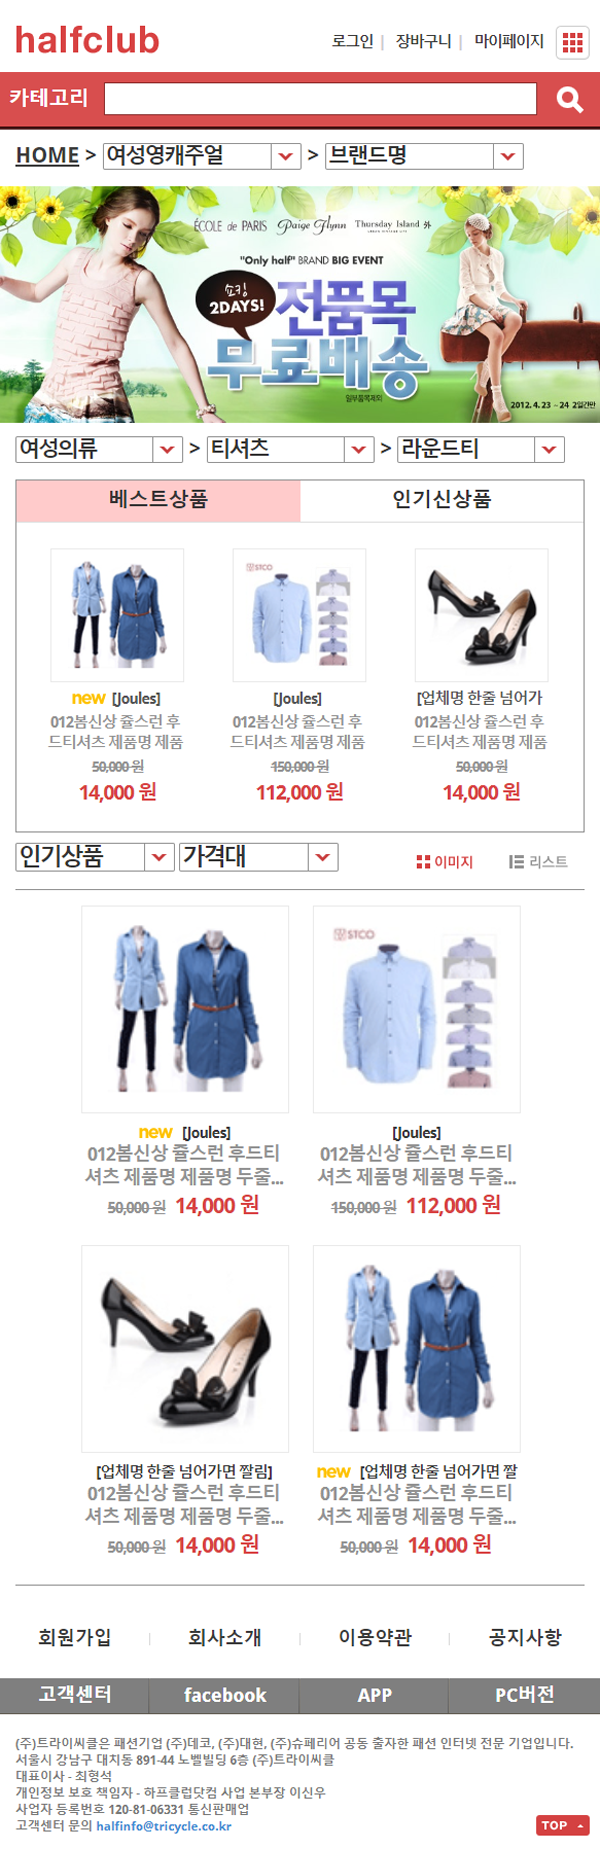 halfclub
로그인 | 장바구니 | 마이페이지
카테고리
HOME > 여성영캐주얼 > 브랜드명
ÉCOLE de PARIS Paige Flynn Thursday Island 外
"Only half" BRAND BIG EVENT
쇼킹
2DAYS!
전품목
무료배송
일부품목제외
2012. 4. 23 - 24 2일간만
여성의류 > 티셔츠 > 라운드티
베스트상품 인기신상품
STCO
new [Joules] [Joules] [업체명 한줄 넘어가
012봄신상 쥴스런 후 012봄신상 쥴스런 후 012봄신상 쥴스런 후
드티셔츠 제품명 제품 드티셔츠 제품명 제품 드티셔츠 제품명 제품
50,000 원 150,000 원 50,000 원
14,000 원 112,000 원 14,000 원
인기상품 가격대 이미지 리스트
STCO
new [Joules] [Joules]
012봄신상 쥴스런 후드티 012봄신상 쥴스런 후드티
셔츠 제품명 제품명 두줄... 셔츠 제품명 제품명 두줄...
50,000 원 14,000 원 150,000 원 112,000 원
[업체명 한줄 넘어가면 짤림] new [업체명 한줄 넘어가면 짤
012봄신상 쥴스런 후드티 012봄신상 쥴스런 후드티
셔츠 제품명 제품명 두줄... 셔츠 제품명 제품명 두줄...
50,000 원 14,000 원 50,000 원 14,000 원
회원가입 회사소개 이용약관 공지사항
고객센터 facebook APP PC버전
(주)트라이씨클은 패션기업 (주)데코, (주)대현, (주)슈페리어 공동 출자한 패션 인터넷 전문 기업입니다.
서울시 강남구 대치동 891-44 노벨빌딩 6층 (주)트라이씨클
대표이사 - 최형석
개인정보 보호 책임자 - 하프클럽닷컴 사업 본부장 이신우
사업자 등록번호 120-81-06331 통신판매업
고객센터 문의 halfinfo@tricycle.co.kr
TOP